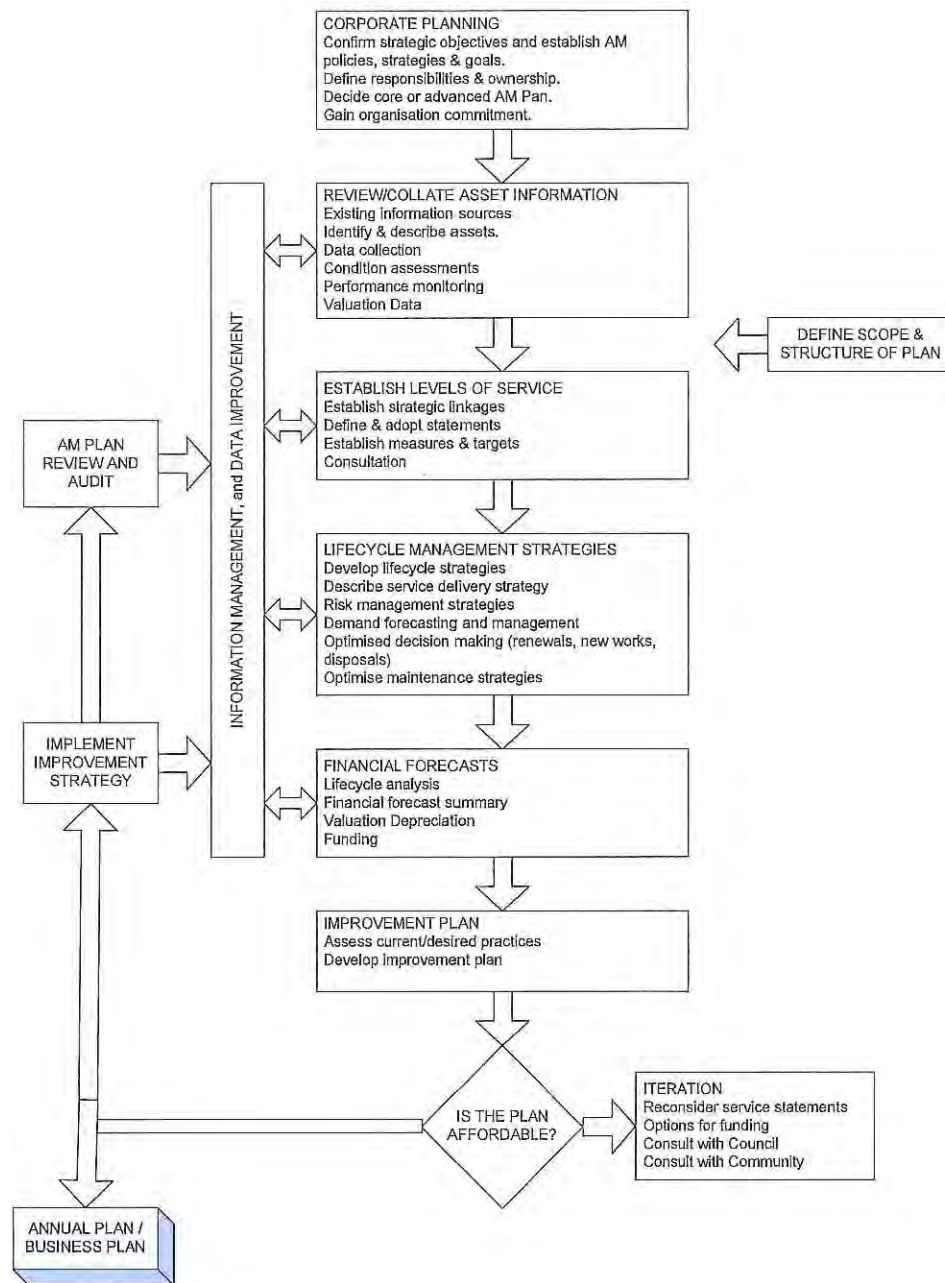 CORPORATE PLANNING
Confirm strategic objectives and establish AM
policies, strategies & goals.
Define responsibilities & ownership.
Decide core or advanced AM Pan.
Gain organisation commitment.
REVIEW/COLLATE ASSET INFORMATION
Existing information sources
Identify & describe assets.
Data collection
Condition assessments
Performance monitoring
Valuation Data
DEFINE SCOPE &
STRUCTURE OF PLAN
INFORMATION MANAGEMENT, and DATA IMPROVEMENT
ESTABLISH LEVELS OF SERVICE
Establish strategic linkages
Define & adopt statements
Establish measures & targets
Consultation
AM PLAN
REVIEW AND
AUDIT
LIFECYCLE MANAGEMENT STRATEGIES
Develop lifecycle strategies
Describe service delivery strategy
Risk management strategies
Demand forecasting and management
Optimised decision making (renewals, new works,
disposals)
Optimise maintenance strategies
IMPLEMENT
IMPROVEMENT
STRATEGY
FINANCIAL FORECASTS
Lifecycle analysis
Financial forecast summary
Valuation Depreciation
Funding
IMPROVEMENT PLAN
Assess current/desired practices
Develop improvement plan
IS THE PLAN
AFFORDABLE?
ITERATION
Reconsider service statements
Options for funding
Consult with Council
Consult with Community
ANNUAL PLAN /
BUSINESS PLAN